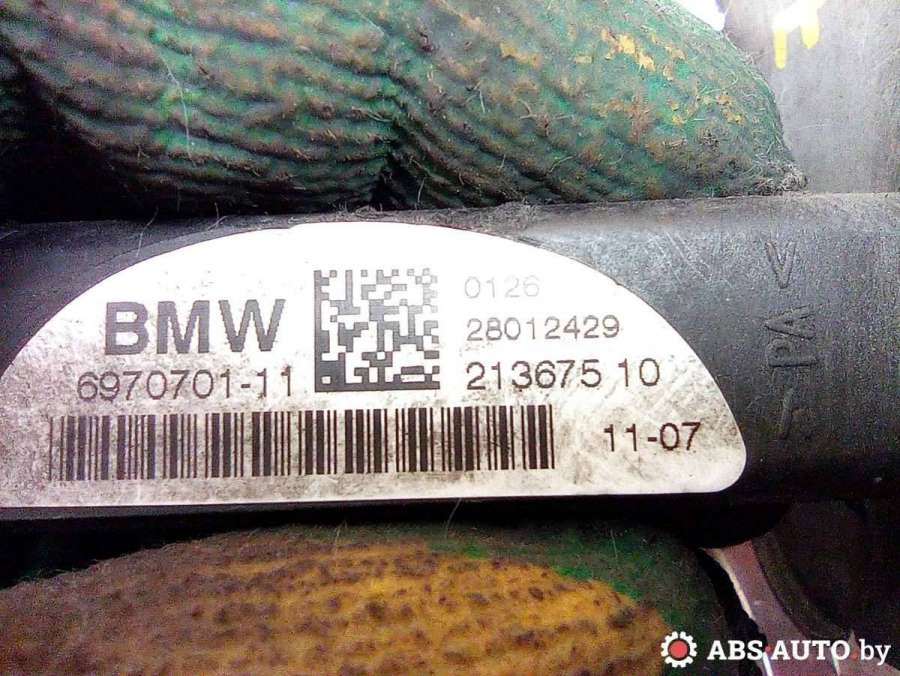 BMW
6970701-11
0126
28012429
213675 10
11-07
>PA<
ABS AUTO by